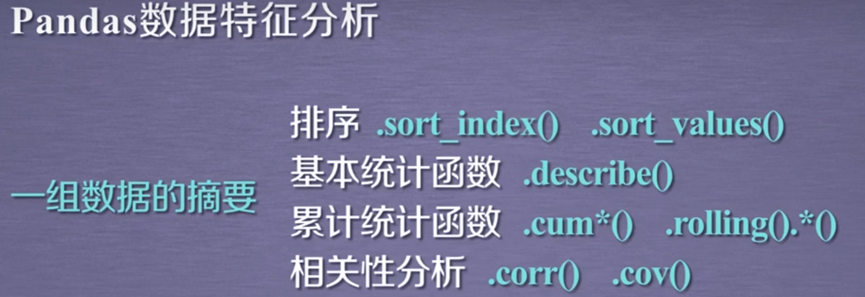 Pandas数据特征分析
排序 .sort_index() .sort_values()
基本统计函数 .describe()
一组数据的摘要
累计统计函数 .cum*() .rolling().*()
相关性分析 .corr() .cov()